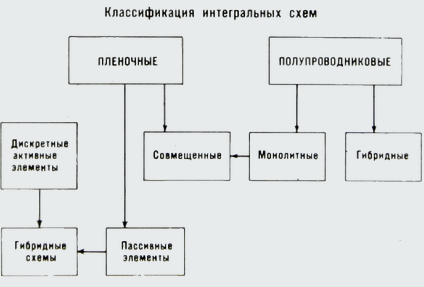 Классификация интегральных схем
ПЛЕНОЧНЫЕ
ПОЛУПРОВОДНИКОВЫЕ
Дискретные
активные
элементы
Совмещенные
Монолитные
Гибридные
Гибридные
схемы
Пассивные
элементы